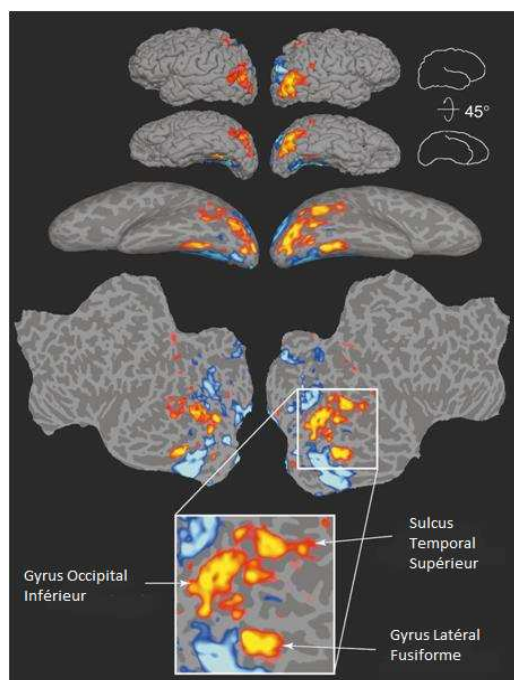 45°
Sulcus
Temporal
Supérieur
Gyrus Occipital
Inférieur
Gyrus Latéral
Fusiforme